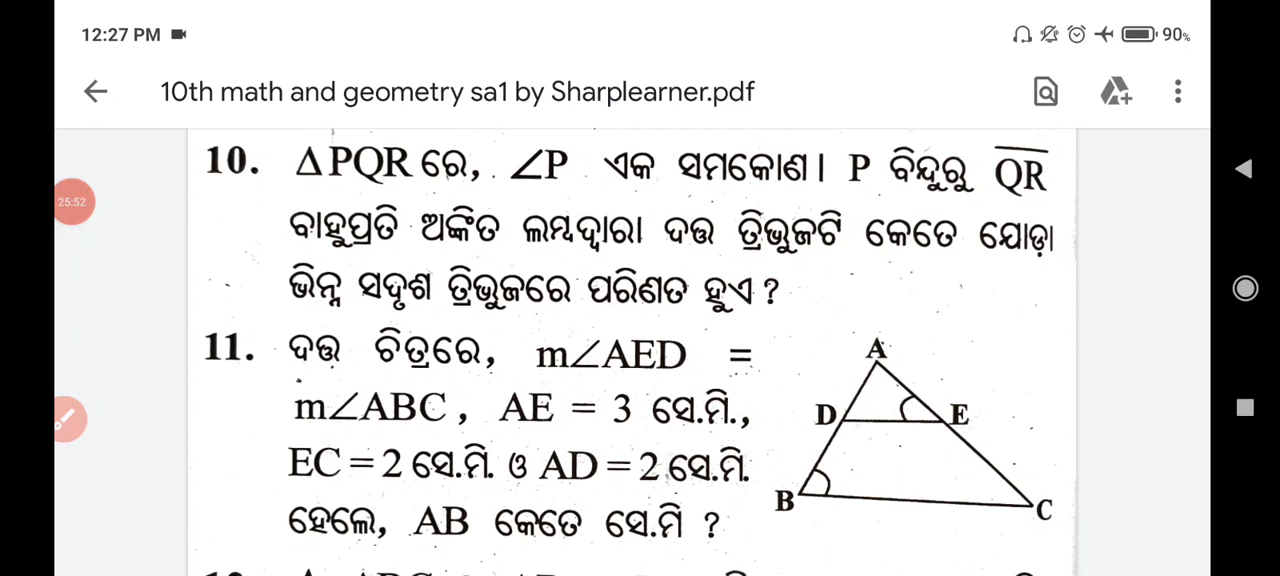 12:27 PM
90%
10th math and geometry sa1 by Sharplearner.pdf
25:52
10. Δ PQR ରେ, ∠P ଏକ ସମକୋଣ। P ବିନ୍ଦୁରୁ QR
ବାହୁପ୍ରତି ଅଙ୍କିତ ଲମ୍ବଦ୍ୱାରା ଦତ୍ତ ତ୍ରିଭୁଜଟି କେତେ ଯୋଡ଼ା
ଭିନ୍ନ ସଦୃଶ ତ୍ରିଭୁଜରେ ପରିଣତ ହୁଏ ?
11. ଦତ୍ତ ଚିତ୍ରରେ, m∠AED =
m∠ABC, AE = 3 ସେ.ମି.,
EC = 2 ସେ.ମି. ଓ AD = 2 ସେ.ମି.
ହେଲେ, AB କେତେ ସେ.ମି ?
A
D E
B C